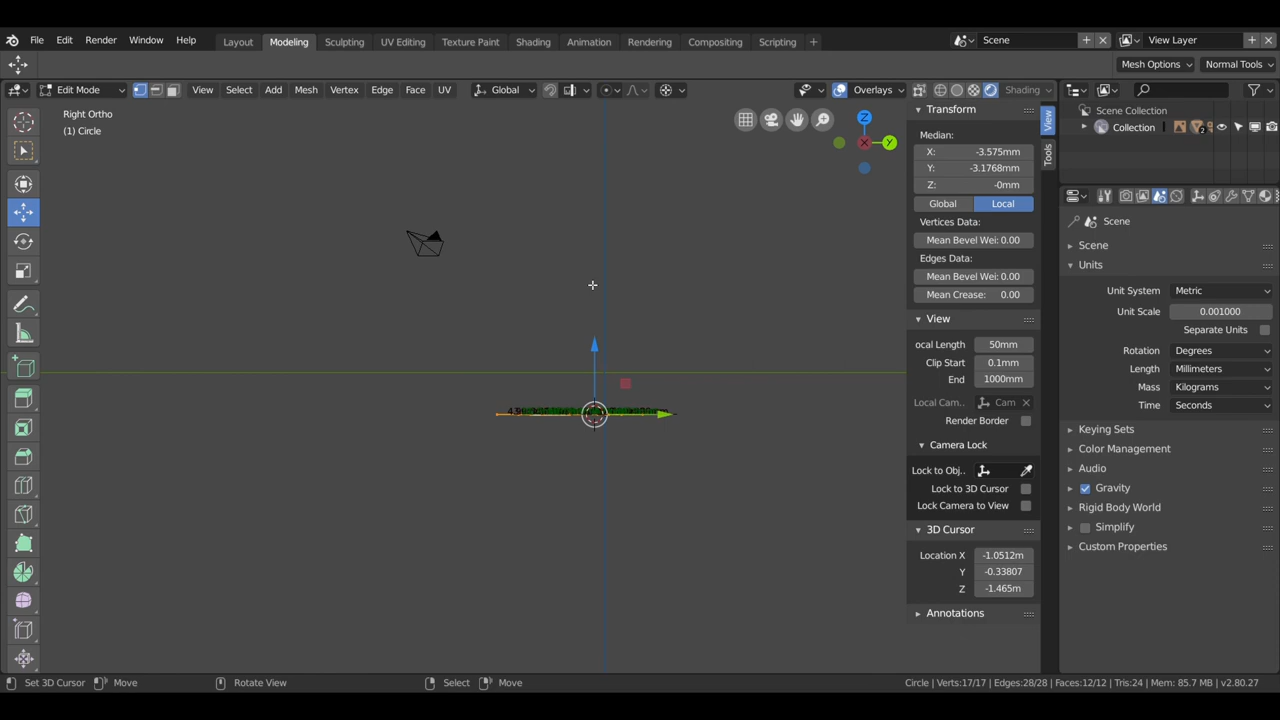 File Edit Render Window Help Layout Modeling Sculpting UV Editing Texture Paint Shading Animation Rendering Compositing Scripting + Scene View Layer
Mesh Options Normal Tools
Edit Mode View Select Add Mesh Vertex Edge Face UV Global Overlays Shading
Right Ortho
(1) Circle
Z
X
Y
View
Tools
Transform
Median:
X: -3.575mm
Y: -3.1768mm
Z: -0mm
Global Local
Vertices Data:
Mean Bevel Wei: 0.00
Edges Data:
Mean Bevel Wei: 0.00
Mean Crease: 0.00
View
ocal Length 50mm
Clip Start 0.1mm
End 1000mm
Local Cam.. Cam
Render Border
Camera Lock
Lock to Obj..
Lock to 3D Cursor
Lock Camera to View
3D Cursor
Location X -1.0512m
Y -0.33807
Z -1.465m
Annotations
Scene Collection
Collection 2
Scene
Scene
Units
Unit System Metric
Unit Scale 0.001000
Separate Units
Rotation Degrees
Length Millimeters
Mass Kilograms
Time Seconds
Keying Sets
Color Management
Audio
Gravity
Rigid Body World
Simplify
Custom Properties
Set 3D Cursor Move Rotate View Select Move Circle | Verts:17/17 | Edges:28/28 | Faces:12/12 | Tris:24 | Mem: 85.7 MB | v2.80.27